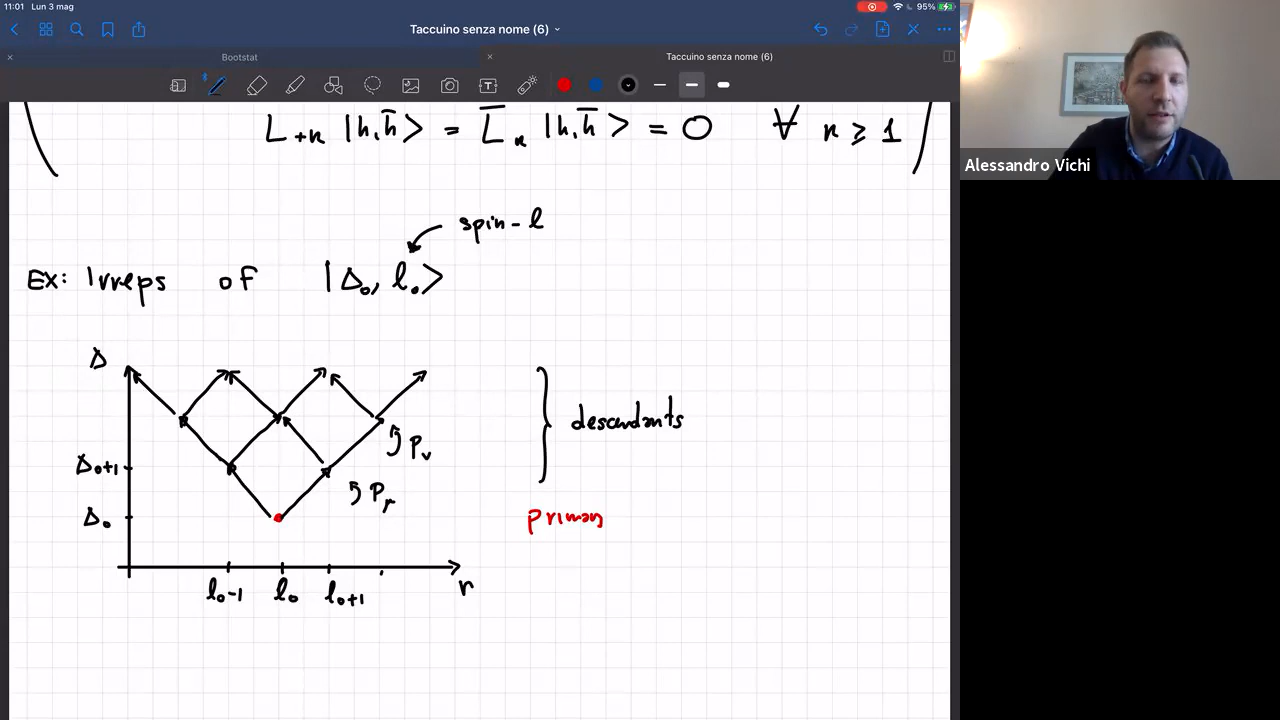 11:01 Lun 3 mag
95%
Taccuino senza nome (6)
Bootstat
Taccuino senza nome (6)
L₊ₙ |h,h̄> = L̄ₙ |h,h̄> = 0 ∀ n ⩾ 1
spin-l
Ex: Irreps of |Δ₀, l₀>
Δ
descendants
Pᵥ
Δ₀+1
Pμ
Δ₀
primary
l₀-1 l₀ l₀+1 r
Alessandro Vichi